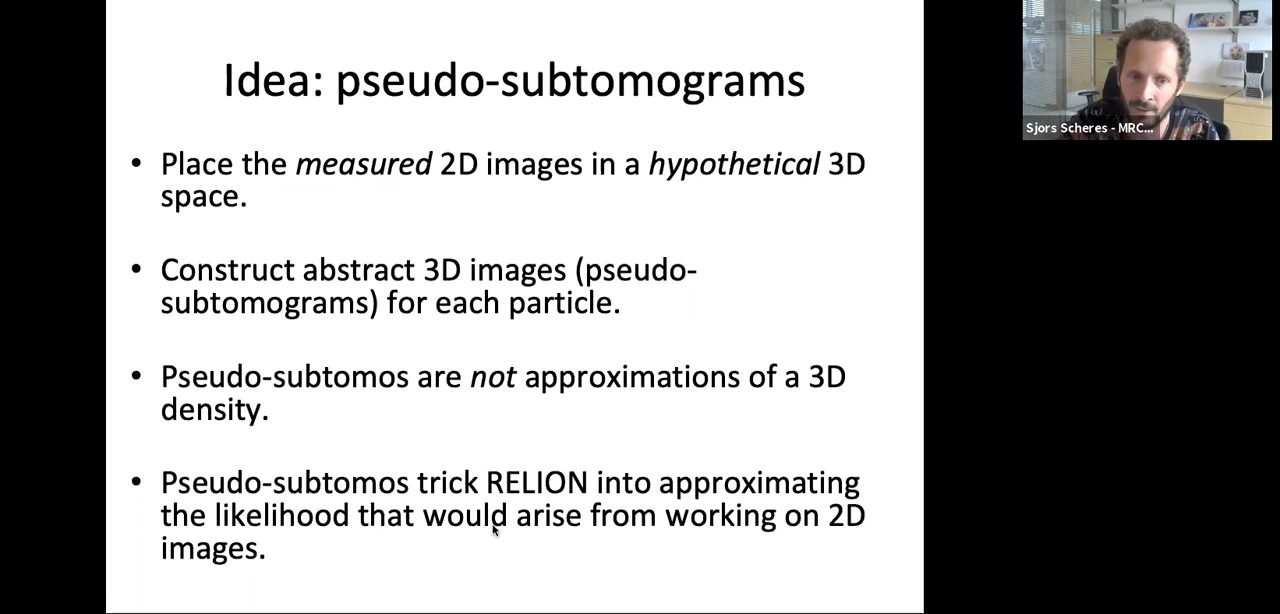 Idea: pseudo-subtomograms
• Place the measured 2D images in a hypothetical 3D
space.
• Construct abstract 3D images (pseudo-
subtomograms) for each particle.
• Pseudo-subtomos are not approximations of a 3D
density.
• Pseudo-subtomos trick RELION into approximating
the likelihood that would arise from working on 2D
images.
Sjors Scheres - MRC...